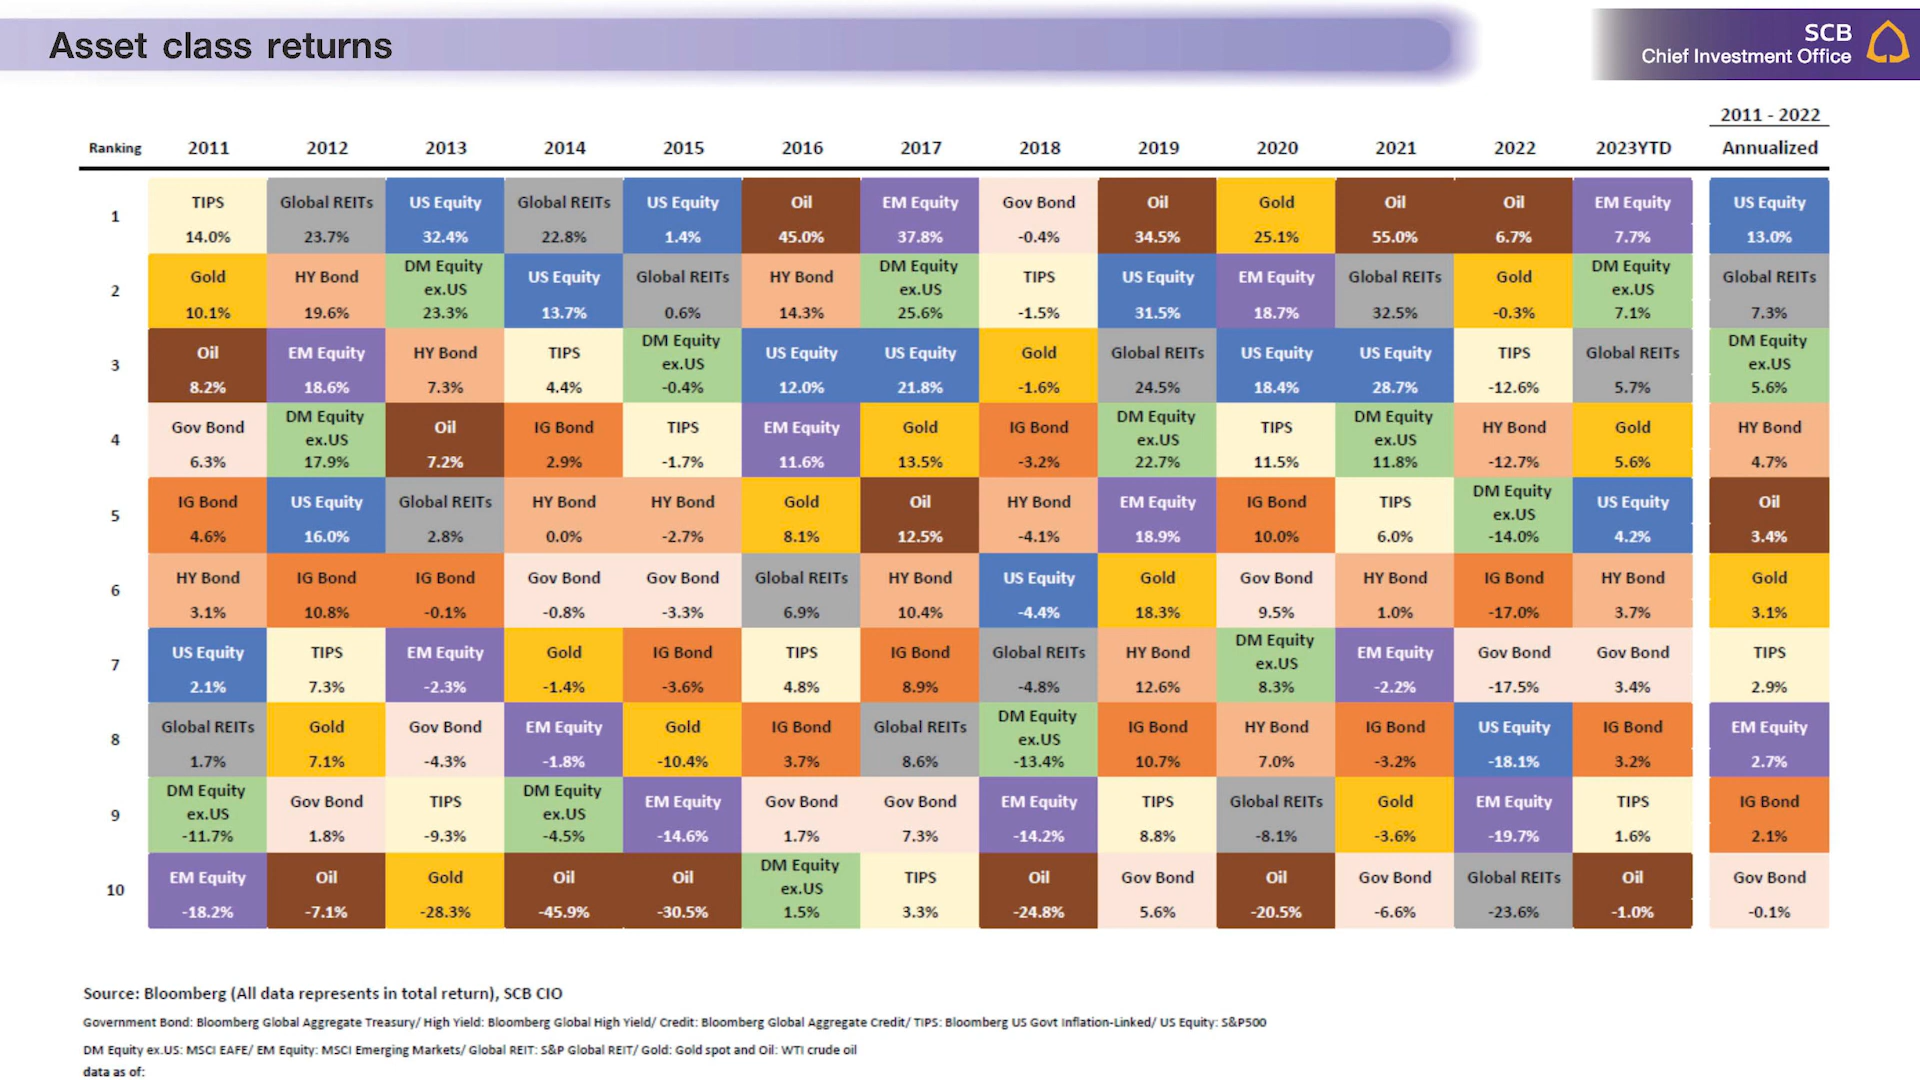 Asset class returns
SCB
Chief Investment Office
2011 - 2022
Ranking 2011 2012 2013 2014 2015 2016 2017 2018 2019 2020 2021 2022 2023YTD Annualized
1 TIPS Global REITs US Equity Global REITs US Equity Oil EM Equity Gov Bond Oil Gold Oil Oil EM Equity US Equity
14.0% 23.7% 32.4% 22.8% 1.4% 45.0% 37.8% -0.4% 34.5% 25.1% 55.0% 6.7% 7.7% 13.0%
2 Gold HY Bond DM Equity ex.US US Equity Global REITs HY Bond DM Equity ex.US TIPS US Equity EM Equity Global REITs Gold DM Equity ex.US Global REITs
10.1% 19.6% 23.3% 13.7% 0.6% 14.3% 25.6% -1.5% 31.5% 18.7% 32.5% -0.3% 7.1% 7.3%
3 Oil EM Equity HY Bond TIPS DM Equity ex.US US Equity US Equity Gold Global REITs US Equity US Equity TIPS Global REITs DM Equity ex.US
8.2% 18.6% 7.3% 4.4% -0.4% 12.0% 21.8% -1.6% 24.5% 18.4% 28.7% -12.6% 5.7% 5.6%
4 Gov Bond DM Equity ex.US Oil IG Bond TIPS EM Equity Gold IG Bond DM Equity ex.US TIPS DM Equity ex.US HY Bond Gold HY Bond
6.3% 17.9% 7.2% 2.9% -1.7% 11.6% 13.5% -3.2% 22.7% 11.5% 11.8% -12.7% 5.6% 4.7%
5 IG Bond US Equity Global REITs HY Bond HY Bond Gold Oil HY Bond EM Equity IG Bond TIPS DM Equity ex.US US Equity Oil
4.6% 16.0% 2.8% 0.0% -2.7% 8.1% 12.5% -4.1% 18.9% 10.0% 6.0% -14.0% 4.2% 3.4%
6 HY Bond IG Bond IG Bond Gov Bond Gov Bond Global REITs HY Bond US Equity Gold Gov Bond HY Bond IG Bond HY Bond Gold
3.1% 10.8% -0.1% -0.8% -3.3% 6.9% 10.4% -4.4% 18.3% 9.5% 1.0% -17.0% 3.7% 3.1%
7 US Equity TIPS EM Equity Gold IG Bond TIPS IG Bond Global REITs HY Bond DM Equity ex.US EM Equity Gov Bond Gov Bond TIPS
2.1% 7.3% -2.3% -1.4% -3.6% 4.8% 8.9% -4.8% 12.6% 8.3% -2.2% -17.5% 3.4% 2.9%
8 Global REITs Gold Gov Bond EM Equity Gold IG Bond Global REITs DM Equity ex.US IG Bond HY Bond IG Bond US Equity IG Bond EM Equity
1.7% 7.1% -4.3% -1.8% -10.4% 3.7% 8.6% -13.4% 10.7% 7.0% -3.2% -18.1% 3.2% 2.7%
9 DM Equity ex.US Gov Bond TIPS DM Equity ex.US EM Equity Gov Bond Gov Bond EM Equity TIPS Global REITs Gold EM Equity TIPS IG Bond
-11.7% 1.8% -9.3% -4.5% -14.6% 1.7% 7.3% -14.2% 8.8% -8.1% -3.6% -19.7% 1.6% 2.1%
10 EM Equity Oil Gold Oil Oil DM Equity ex.US TIPS Oil Gov Bond Oil Gov Bond Global REITs Oil Gov Bond
-18.2% -7.1% -28.3% -45.9% -30.5% 1.5% 3.3% -24.8% 5.6% -20.5% -6.6% -23.6% -1.0% -0.1%
Source: Bloomberg (All data represents in total return), SCB CIO
Government Bond: Bloomberg Global Aggregate Treasury/ High Yield: Bloomberg Global High Yield/ Credit: Bloomberg Global Aggregate Credit/ TIPS: Bloomberg US Govt Inflation-Linked/ US Equity: S&P500
DM Equity ex.US: MSCI EAFE/ EM Equity: MSCI Emerging Markets/ Global REIT: S&P Global REIT/ Gold: Gold spot and Oil: WTI crude oil
data as of: